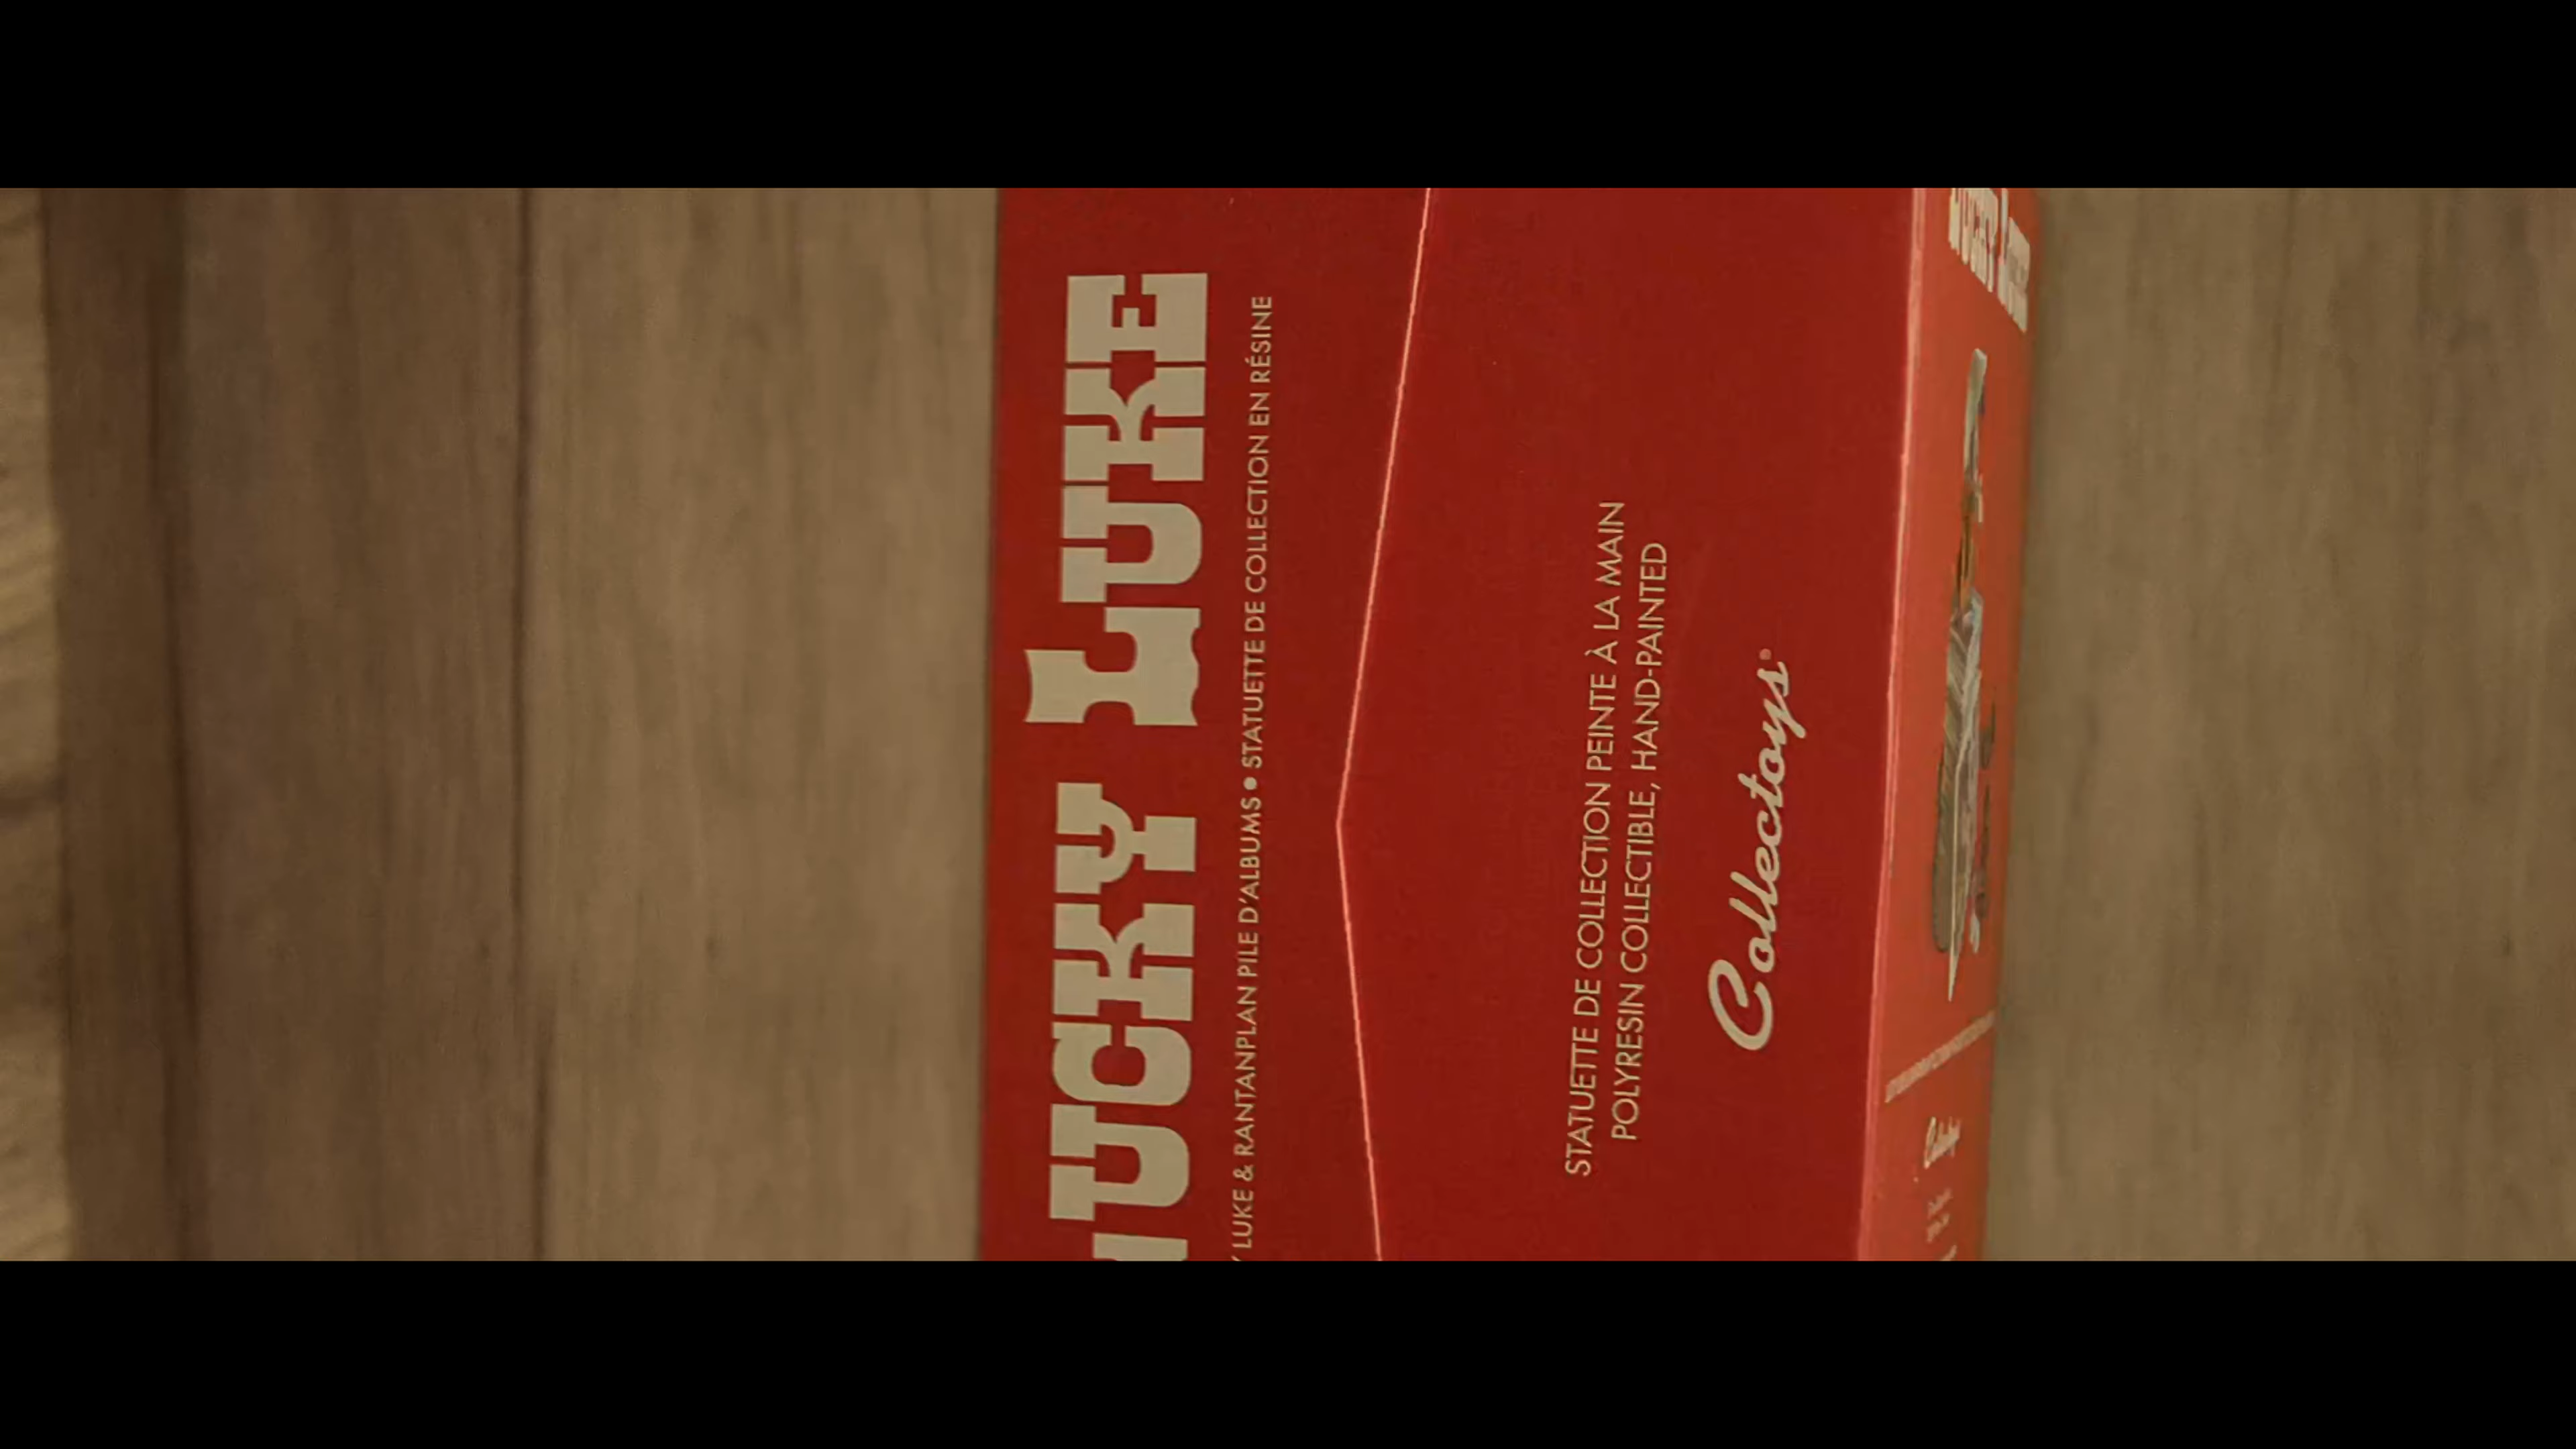 UCKY LUKE
LUKE & RANTANPLAN PILE D'ALBUMS • STATUETTE DE COLLECTION EN RÉSINE
STATUETTE DE COLLECTION PEINTE À LA MAIN
POLYRESIN COLLECTIBLE, HAND-PAINTED
Collectoys